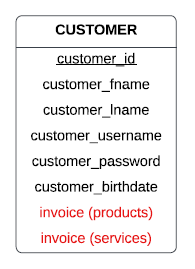 CUSTOMER
customer_id
customer_fname
customer_lname
customer_username
customer_password
customer_birthdate
invoice (products)
invoice (services)